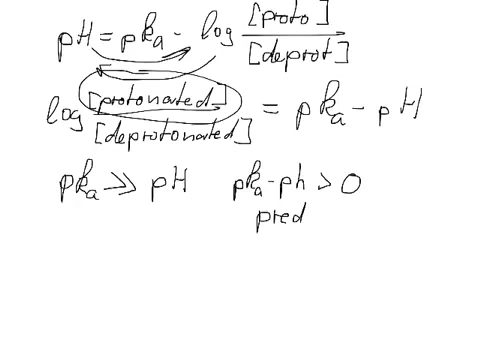 pH = pka - log [proto] / [deprot]
log [protonated] / [deprotonated] = pka - pH
pka >> pH pka - ph > 0
pred